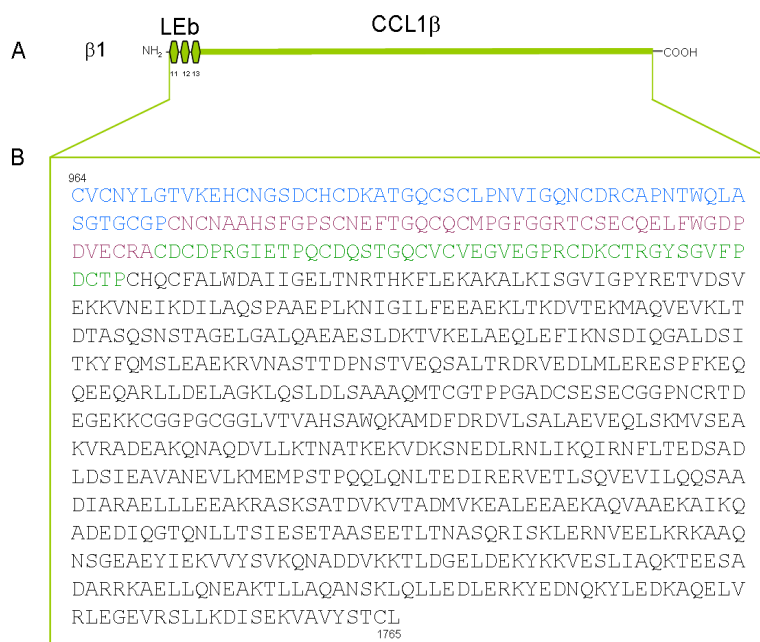 LEb
CCL1β
A
β1
NH2
COOH
11 12 13
B
964
CVCNYLGTVKEHCNGSDCHCDKATGQCSCLPNVIGQNCDRCAPNTWQLA
SGTGCGPCNCNAAHSFGPSCNEFTGQCQCMPGFGGRTCSECQELFWGDP
DVECRACDCDPRGIETPQCDQSTGQCVCVEGVEGPRCDKCTRGYSGVFP
DCTPCHQCFALWDAIIGELTNRTHKFLEKAKALKISGVIGPYRETVDSV
EKKVNEIKDILAQSPAAEPLKNIGILFEEAEKLTKDVTEKMAQVEVKLT
DTASQSNSTAGELGALQAEAESLDKTVKELAEQLEFIKNSDIQGALDSI
TKYFQMSLEAEKRVNASTTDPNSTVEQSALTRDRVEDLMLERESPFKEQ
QEEQARLLDELAGKLQSLDLSAAAQMTCGTPPGADCSESECGGPNCRTD
EGEKKCGGPGCGGLVTVAHSAWQKAMDFDRDVLSALAEVEQLSKMVSEA
KVRADEAKQNAQDVLLKTNATKEKVDKSNEDLRNLIKQIRNFLTEDSAD
LDSIEAVANEVLKMEMPSTPQQLQNLTEDIRERVETLSQVEVILQQSAA
DIARAELLLEEAKRASKSATDVKVTADMVKEALEEAEKAQVAAEKAIKQ
ADEDIQGTQNLLTSIESETAASEETLTNASQRISKLERNVEELKRKAAQ
NSGEAEYIEKVVYSVKQNADDVKKTLDGELDEKYKKVESLIAQKTEESA
DARRKAELLQNEAKTLLAQANSKLQLLEDLERKYEDNQKYLEDKAQELV
RLEGEVRSLLKDISEKVAVYSTCL
1765